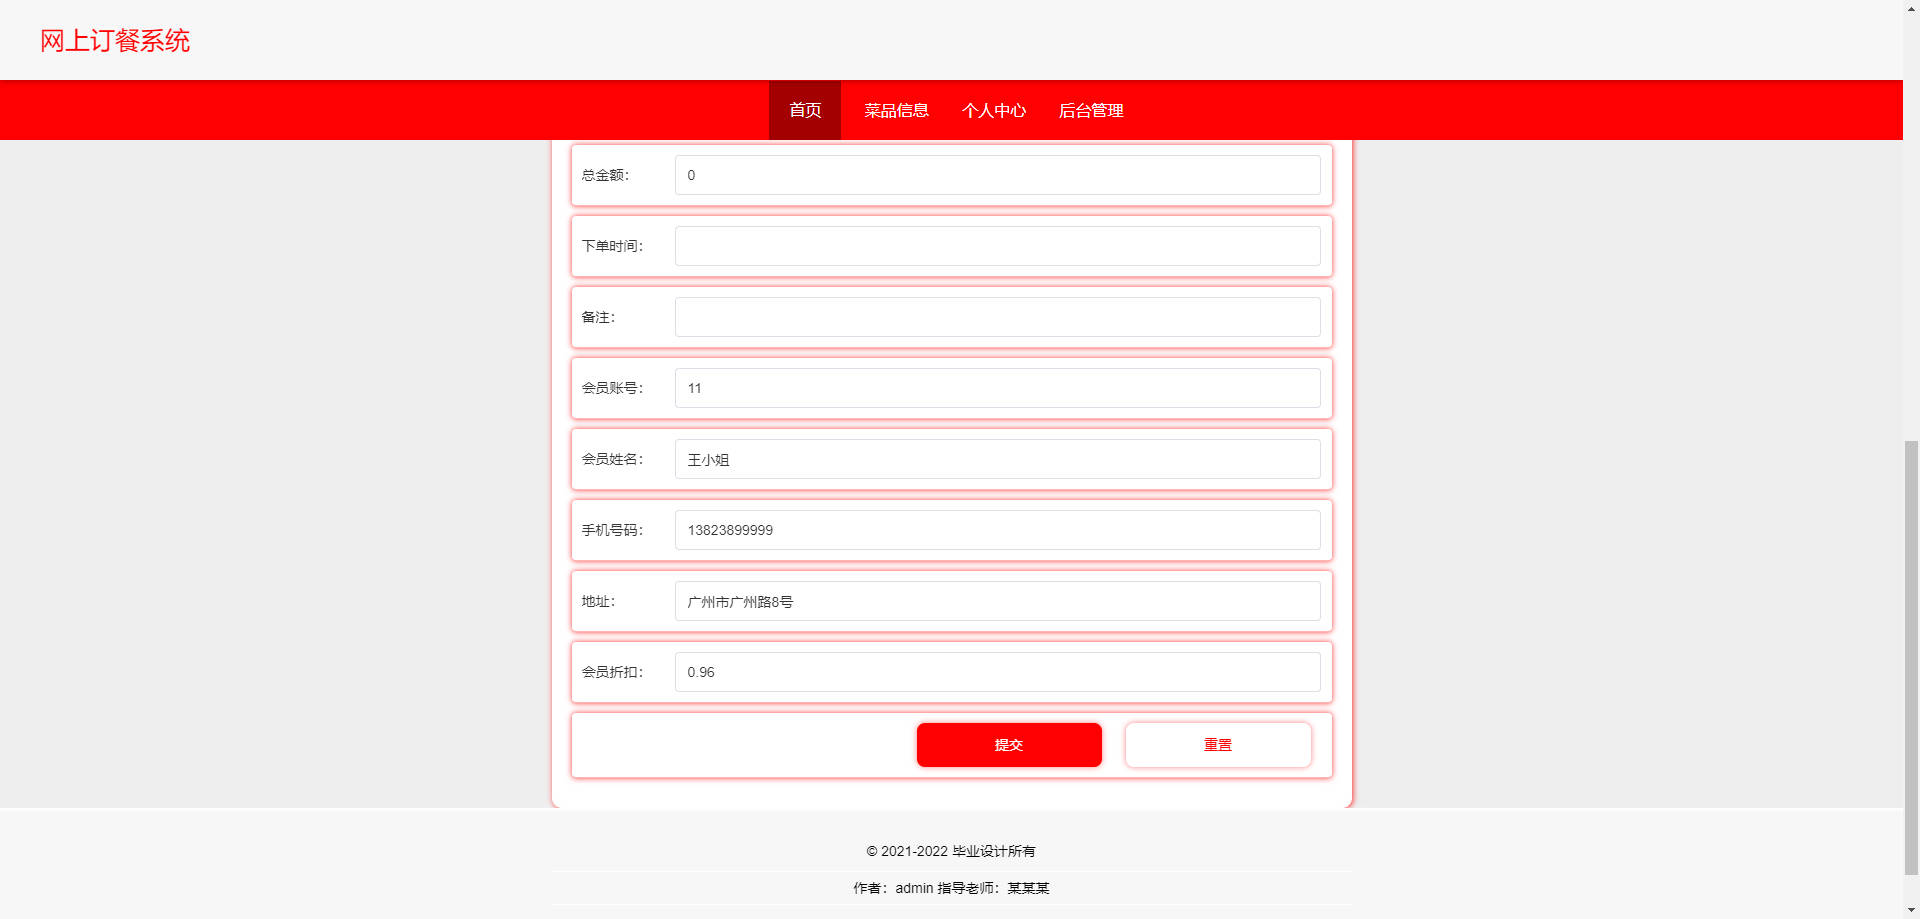 网上订餐系统
首页 菜品信息 个人中心 后台管理
总金额： 0
下单时间：
备注：
会员账号： 11
会员姓名： 王小姐
手机号码： 13823899999
地址： 广州市广州路8号
会员折扣： 0.96
提交 重置
© 2021-2022 毕业设计所有
作者：admin 指导老师：某某某